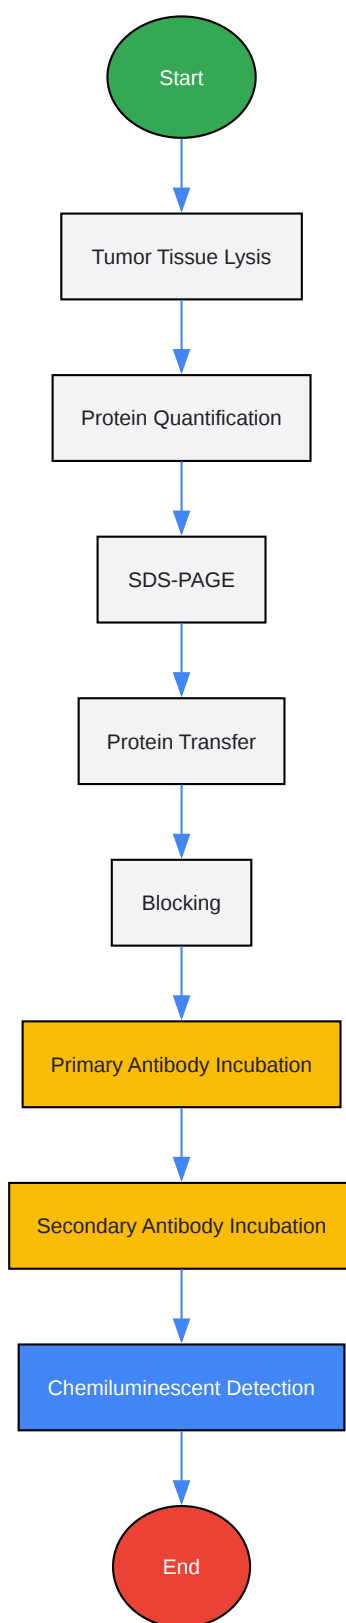 Start
Tumor Tissue Lysis
Protein Quantification
SDS-PAGE
Protein Transfer
Blocking
Primary Antibody Incubation
Secondary Antibody Incubation
Chemiluminescent Detection
End